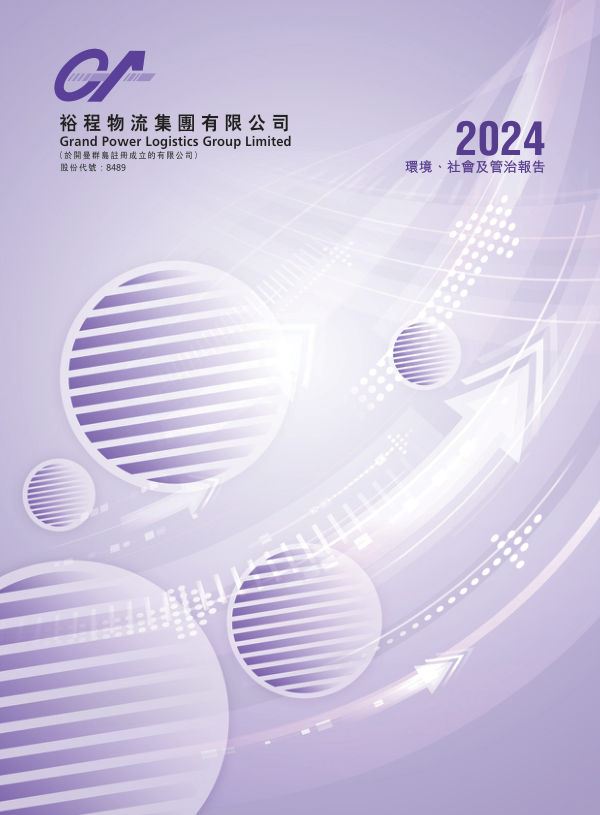 裕程物流集團有限公司
Grand Power Logistics Group Limited
(於開曼群島註冊成立的有限公司)
股份代號：8489
2024
環境、社會及管治報告